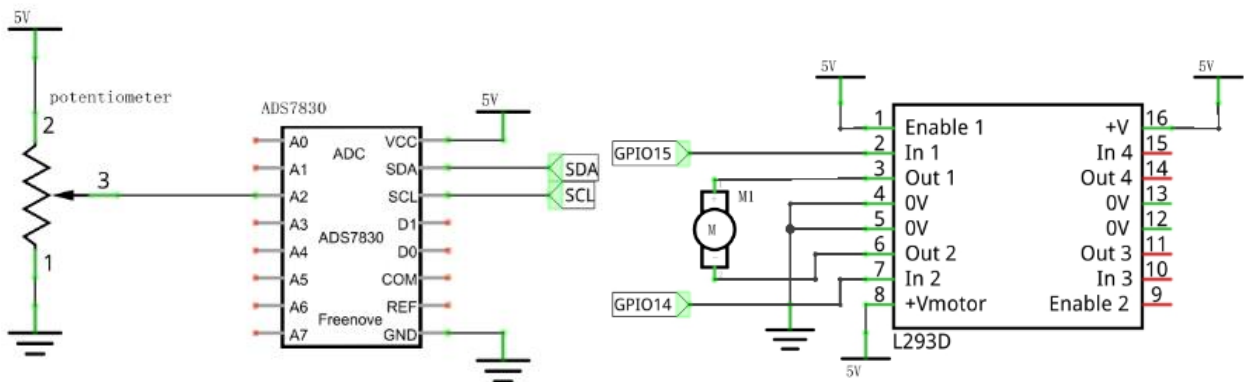 5V
potentiometer
2
3
1
ADS7830
ADC
ADS7830
Freenove
A0
A1
A2
A3
A4
A5
A6
A7
VCC
SDA
SCL
D1
D0
COM
REF
GND
5V
SDA
SCL
GPIO15
GPIO14
M1
M
5V
5V
5V
1 Enable 1
2 In 1
3 Out 1
4 0V
5 0V
6 Out 2
7 In 2
8 +Vmotor
+V 16
In 4 15
Out 4 14
0V 13
0V 12
Out 3 11
In 3 10
Enable 2 9
L293D